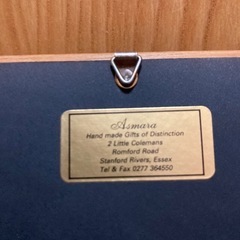 Asmara
Hand made Gifts of Distinction
2 Little Colemans
Romford Road
Stanford Rivers, Essex
Tel & Fax 0277 364550